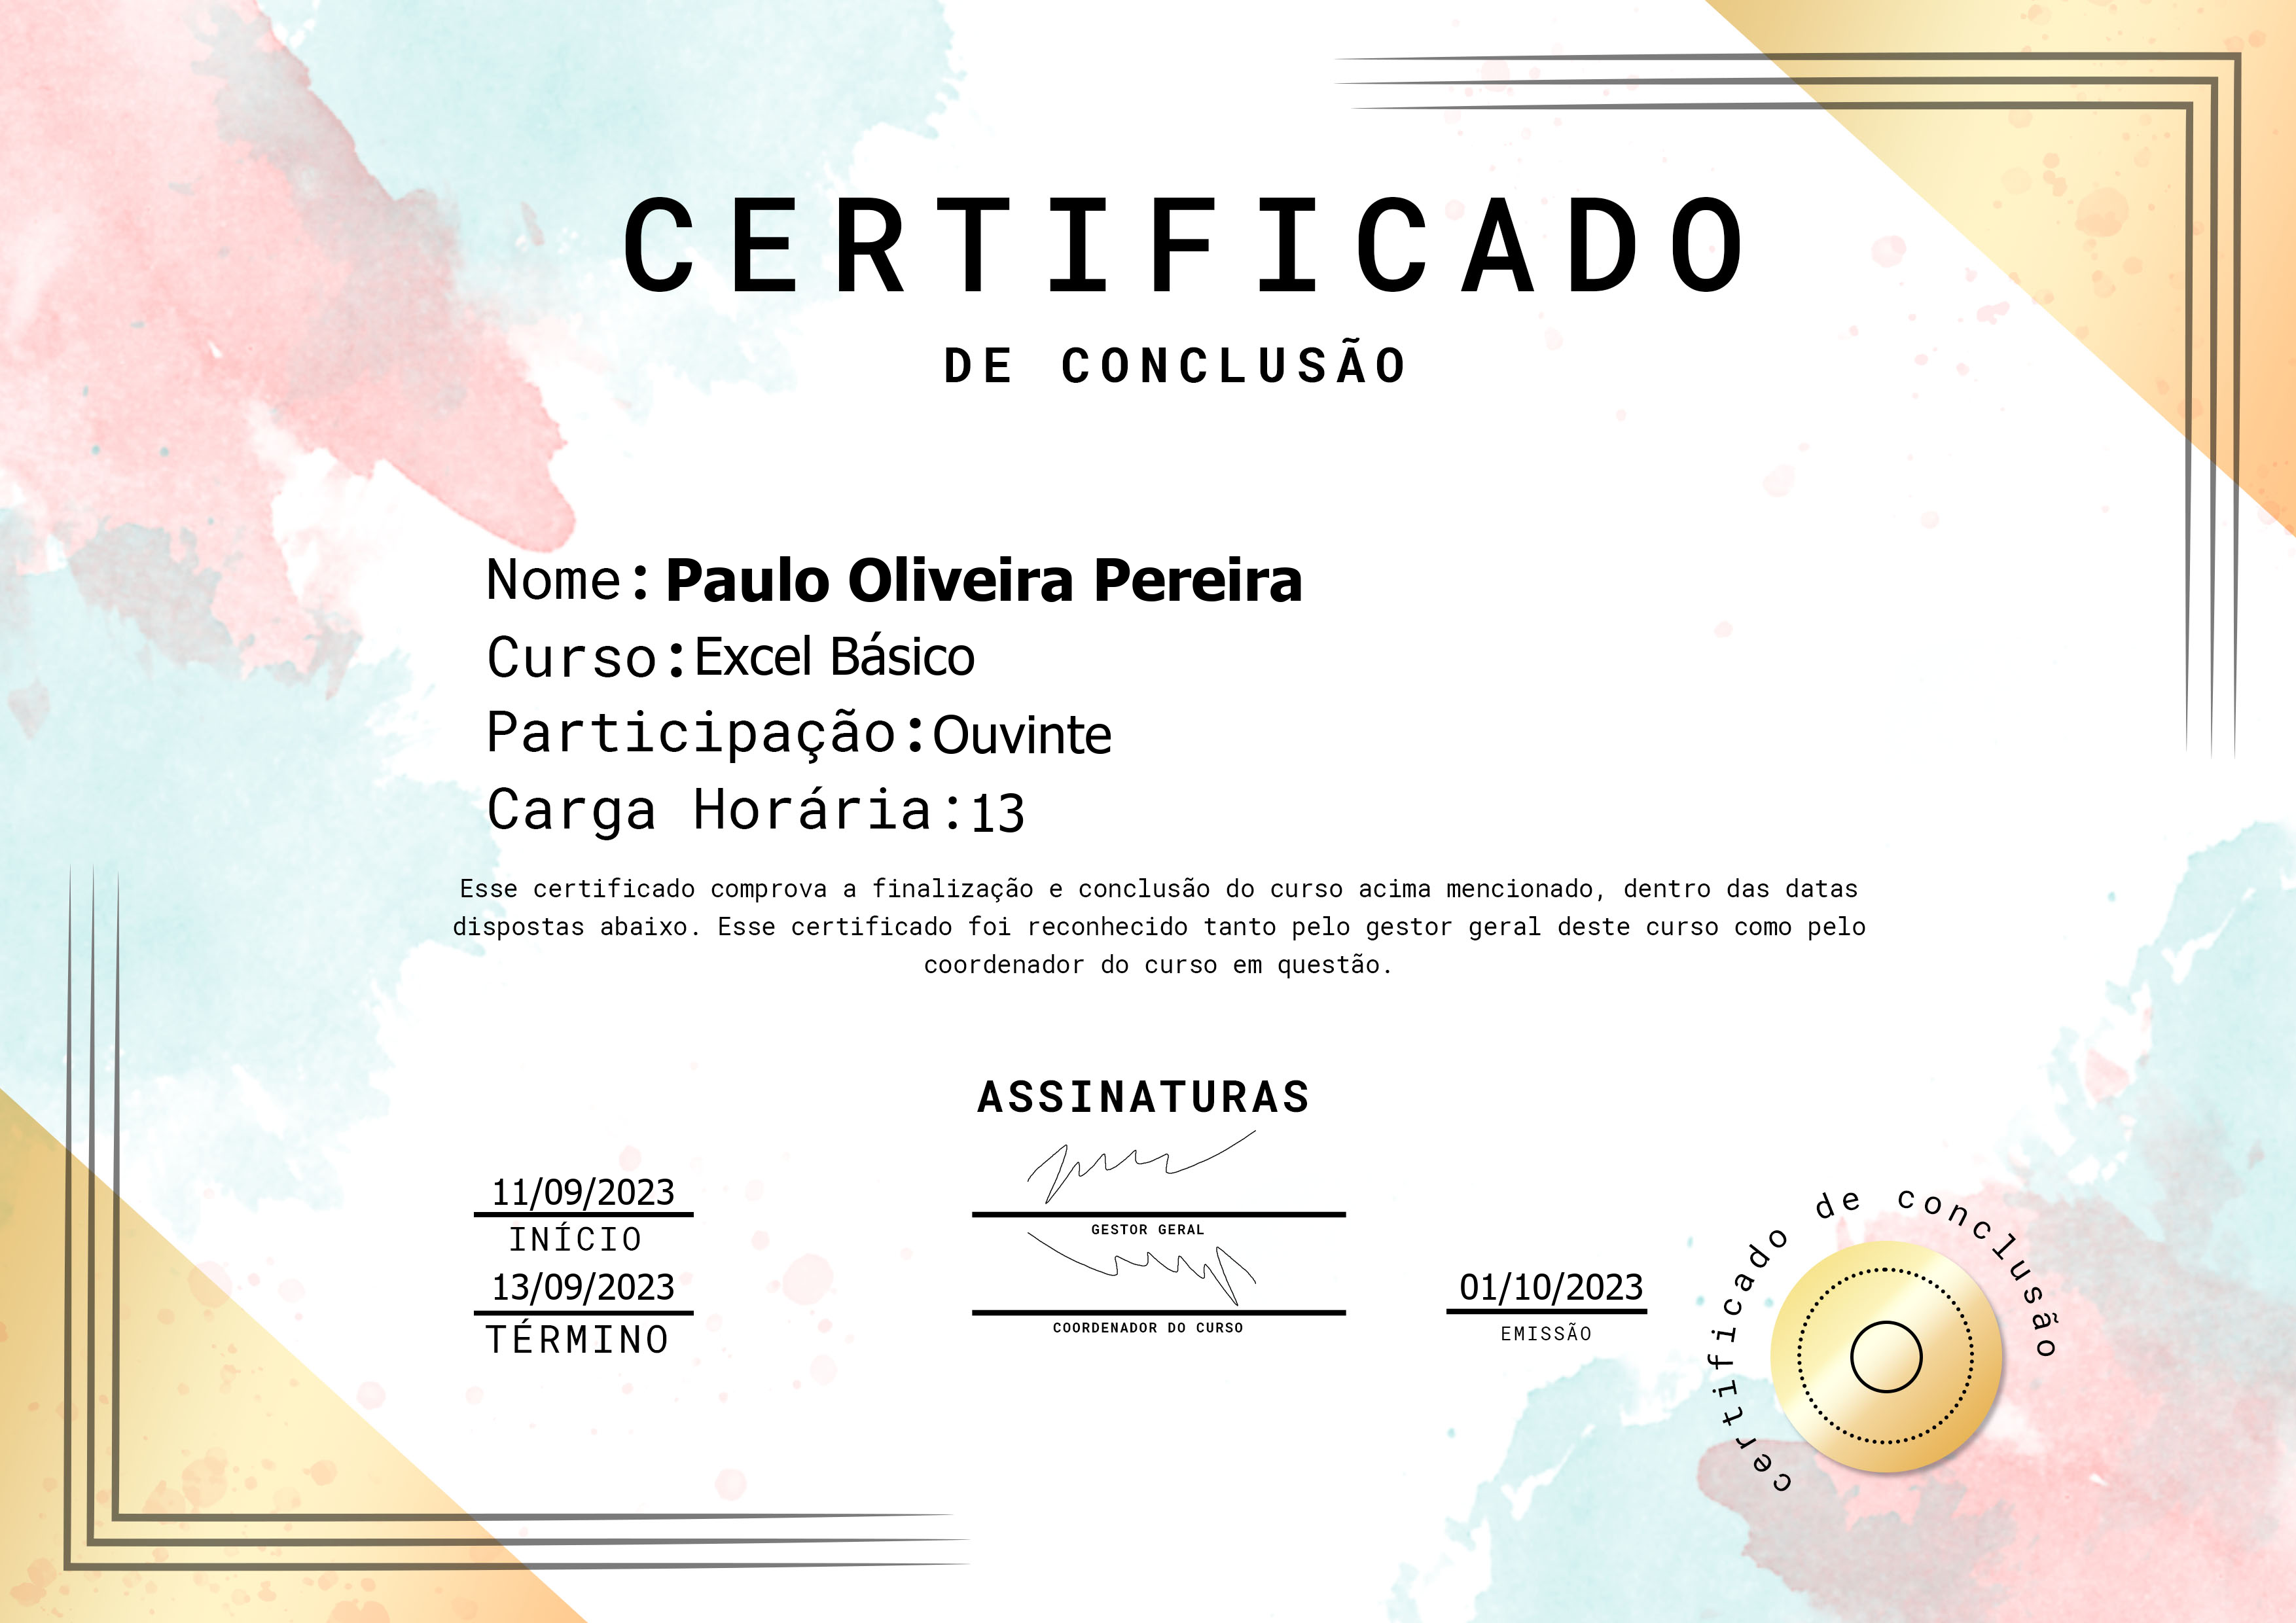 CERTIFICADO
DE CONCLUSÃO
Nome: Paulo Oliveira Pereira
Curso:Excel Básico
Participação:Ouvinte
Carga Horária:13
Esse certificado comprova a finalização e conclusão do curso acima mencionado, dentro das datas
dispostas abaixo. Esse certificado foi reconhecido tanto pelo gestor geral deste curso como pelo
coordenador do curso em questão.
ASSINATURAS
11/09/2023
INÍCIO
GESTOR GERAL
13/09/2023
TÉRMINO
COORDENADOR DO CURSO
01/10/2023
EMISSÃO
certificado de conclusão